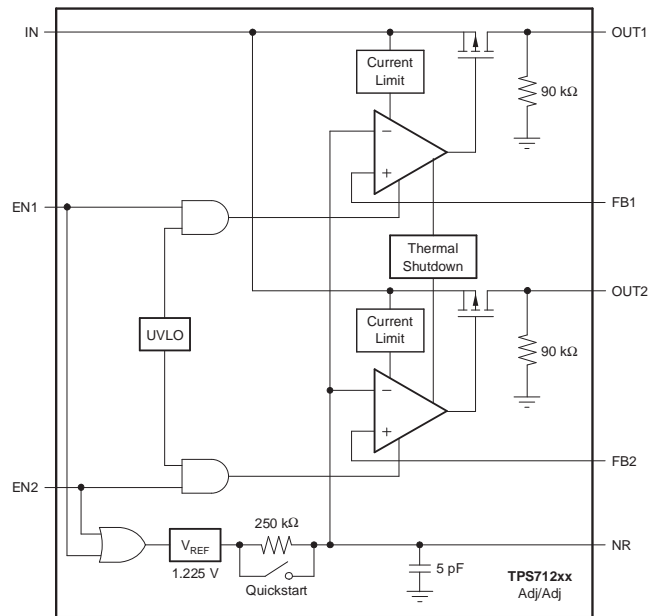 IN
OUT1
Current
Limit
90 kΩ
−
+
EN1
FB1
Thermal
Shutdown
OUT2
UVLO
Current
Limit
90 kΩ
−
+
FB2
EN2
250 kΩ
VREF
NR
1.225 V
Quickstart
5 pF
TPS712xx
Adj/Adj